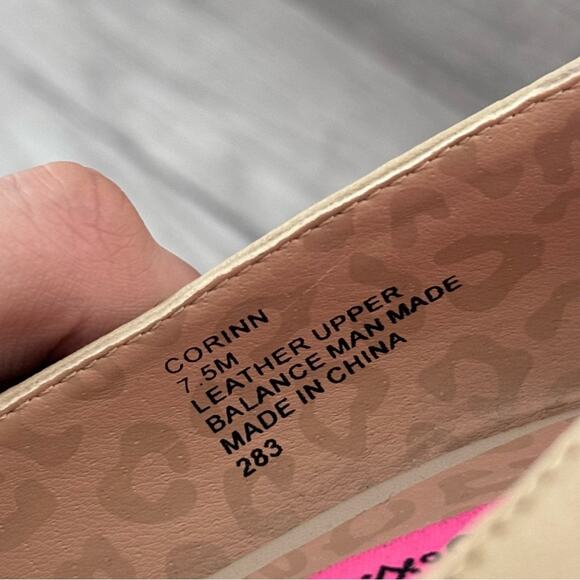 CORINN
7.5M
LEATHER UPPER
BALANCE MAN MADE
MADE IN CHINA
283